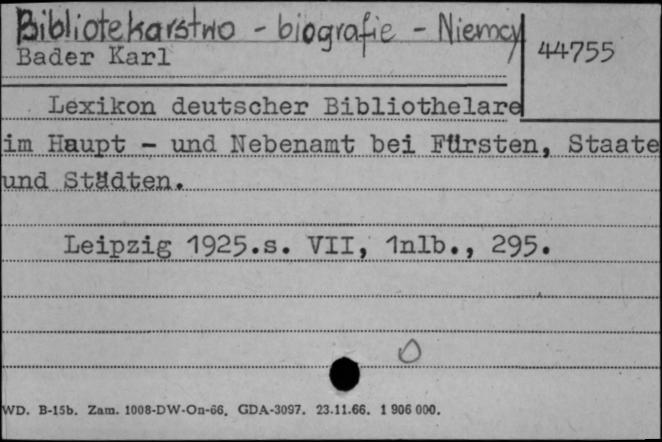 Bibliotekarstwo - biografie - Niemcy
44755
Bader Karl
Lexikon deutscher Bibliothelare
im Haupt - und Nebenamt bei Fürsten, Staate
und Städten.
Leipzig 1925.s. VII, 1nlb., 295.
WD. B-15b. Zam. 1008-DW-On-66. GDA-3097. 23.11.66. 1 906 000.